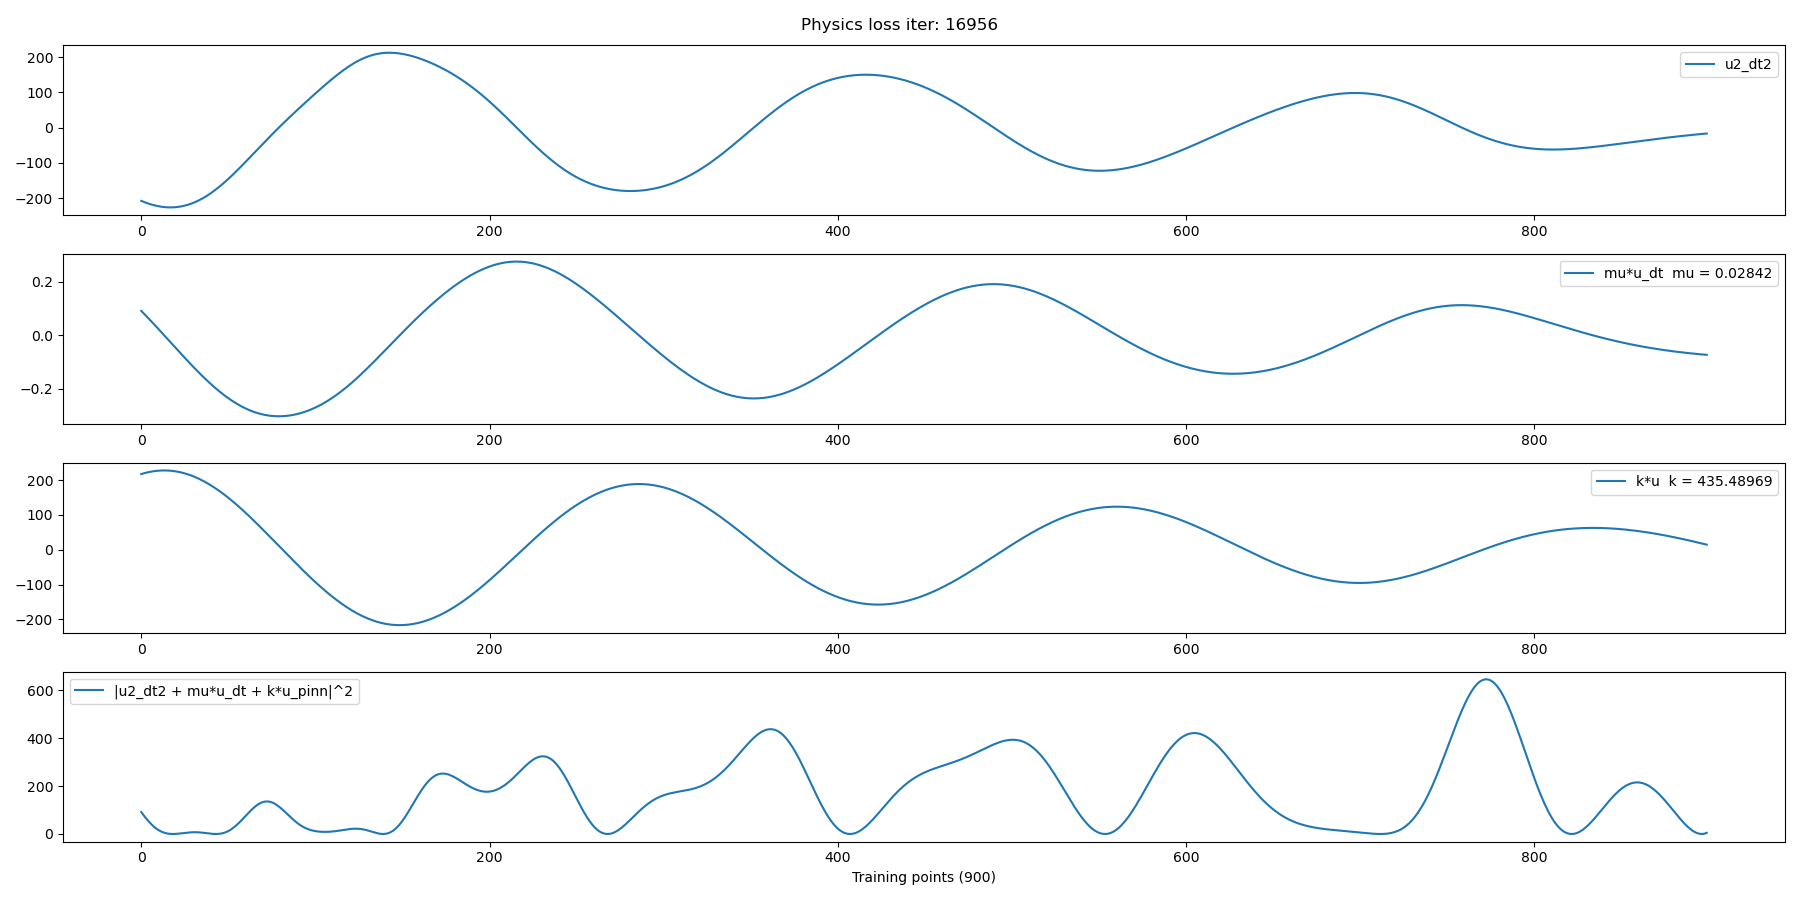 Physics loss iter: 16956
200
100
0
−100
−200
u2_dt2
0 200 400 600 800
0.2
0.0
−0.2
mu*u_dt  mu = 0.02842
0 200 400 600 800
200
100
0
−100
−200
k*u  k = 435.48969
0 200 400 600 800
600
400
200
0
|u2_dt2 + mu*u_dt + k*u_pinn|^2
0 200 400 600 800
Training points (900)